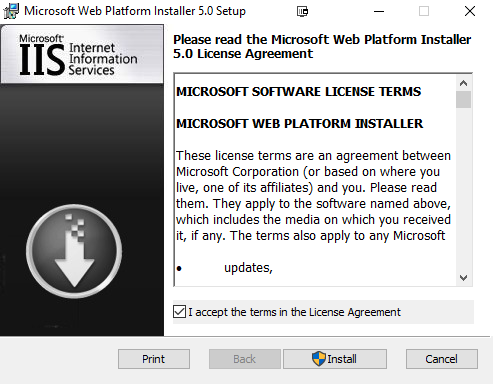 Microsoft Web Platform Installer 5.0 Setup
Microsoft®
IIS Internet
Information
Services
Please read the Microsoft Web Platform Installer
5.0 License Agreement
MICROSOFT SOFTWARE LICENSE TERMS
MICROSOFT WEB PLATFORM INSTALLER
These license terms are an agreement between
Microsoft Corporation (or based on where you
live, one of its affiliates) and you. Please read
them. They apply to the software named above,
which includes the media on which you received
it, if any. The terms also apply to any Microsoft
• updates,
I accept the terms in the License Agreement
Print Back Install Cancel